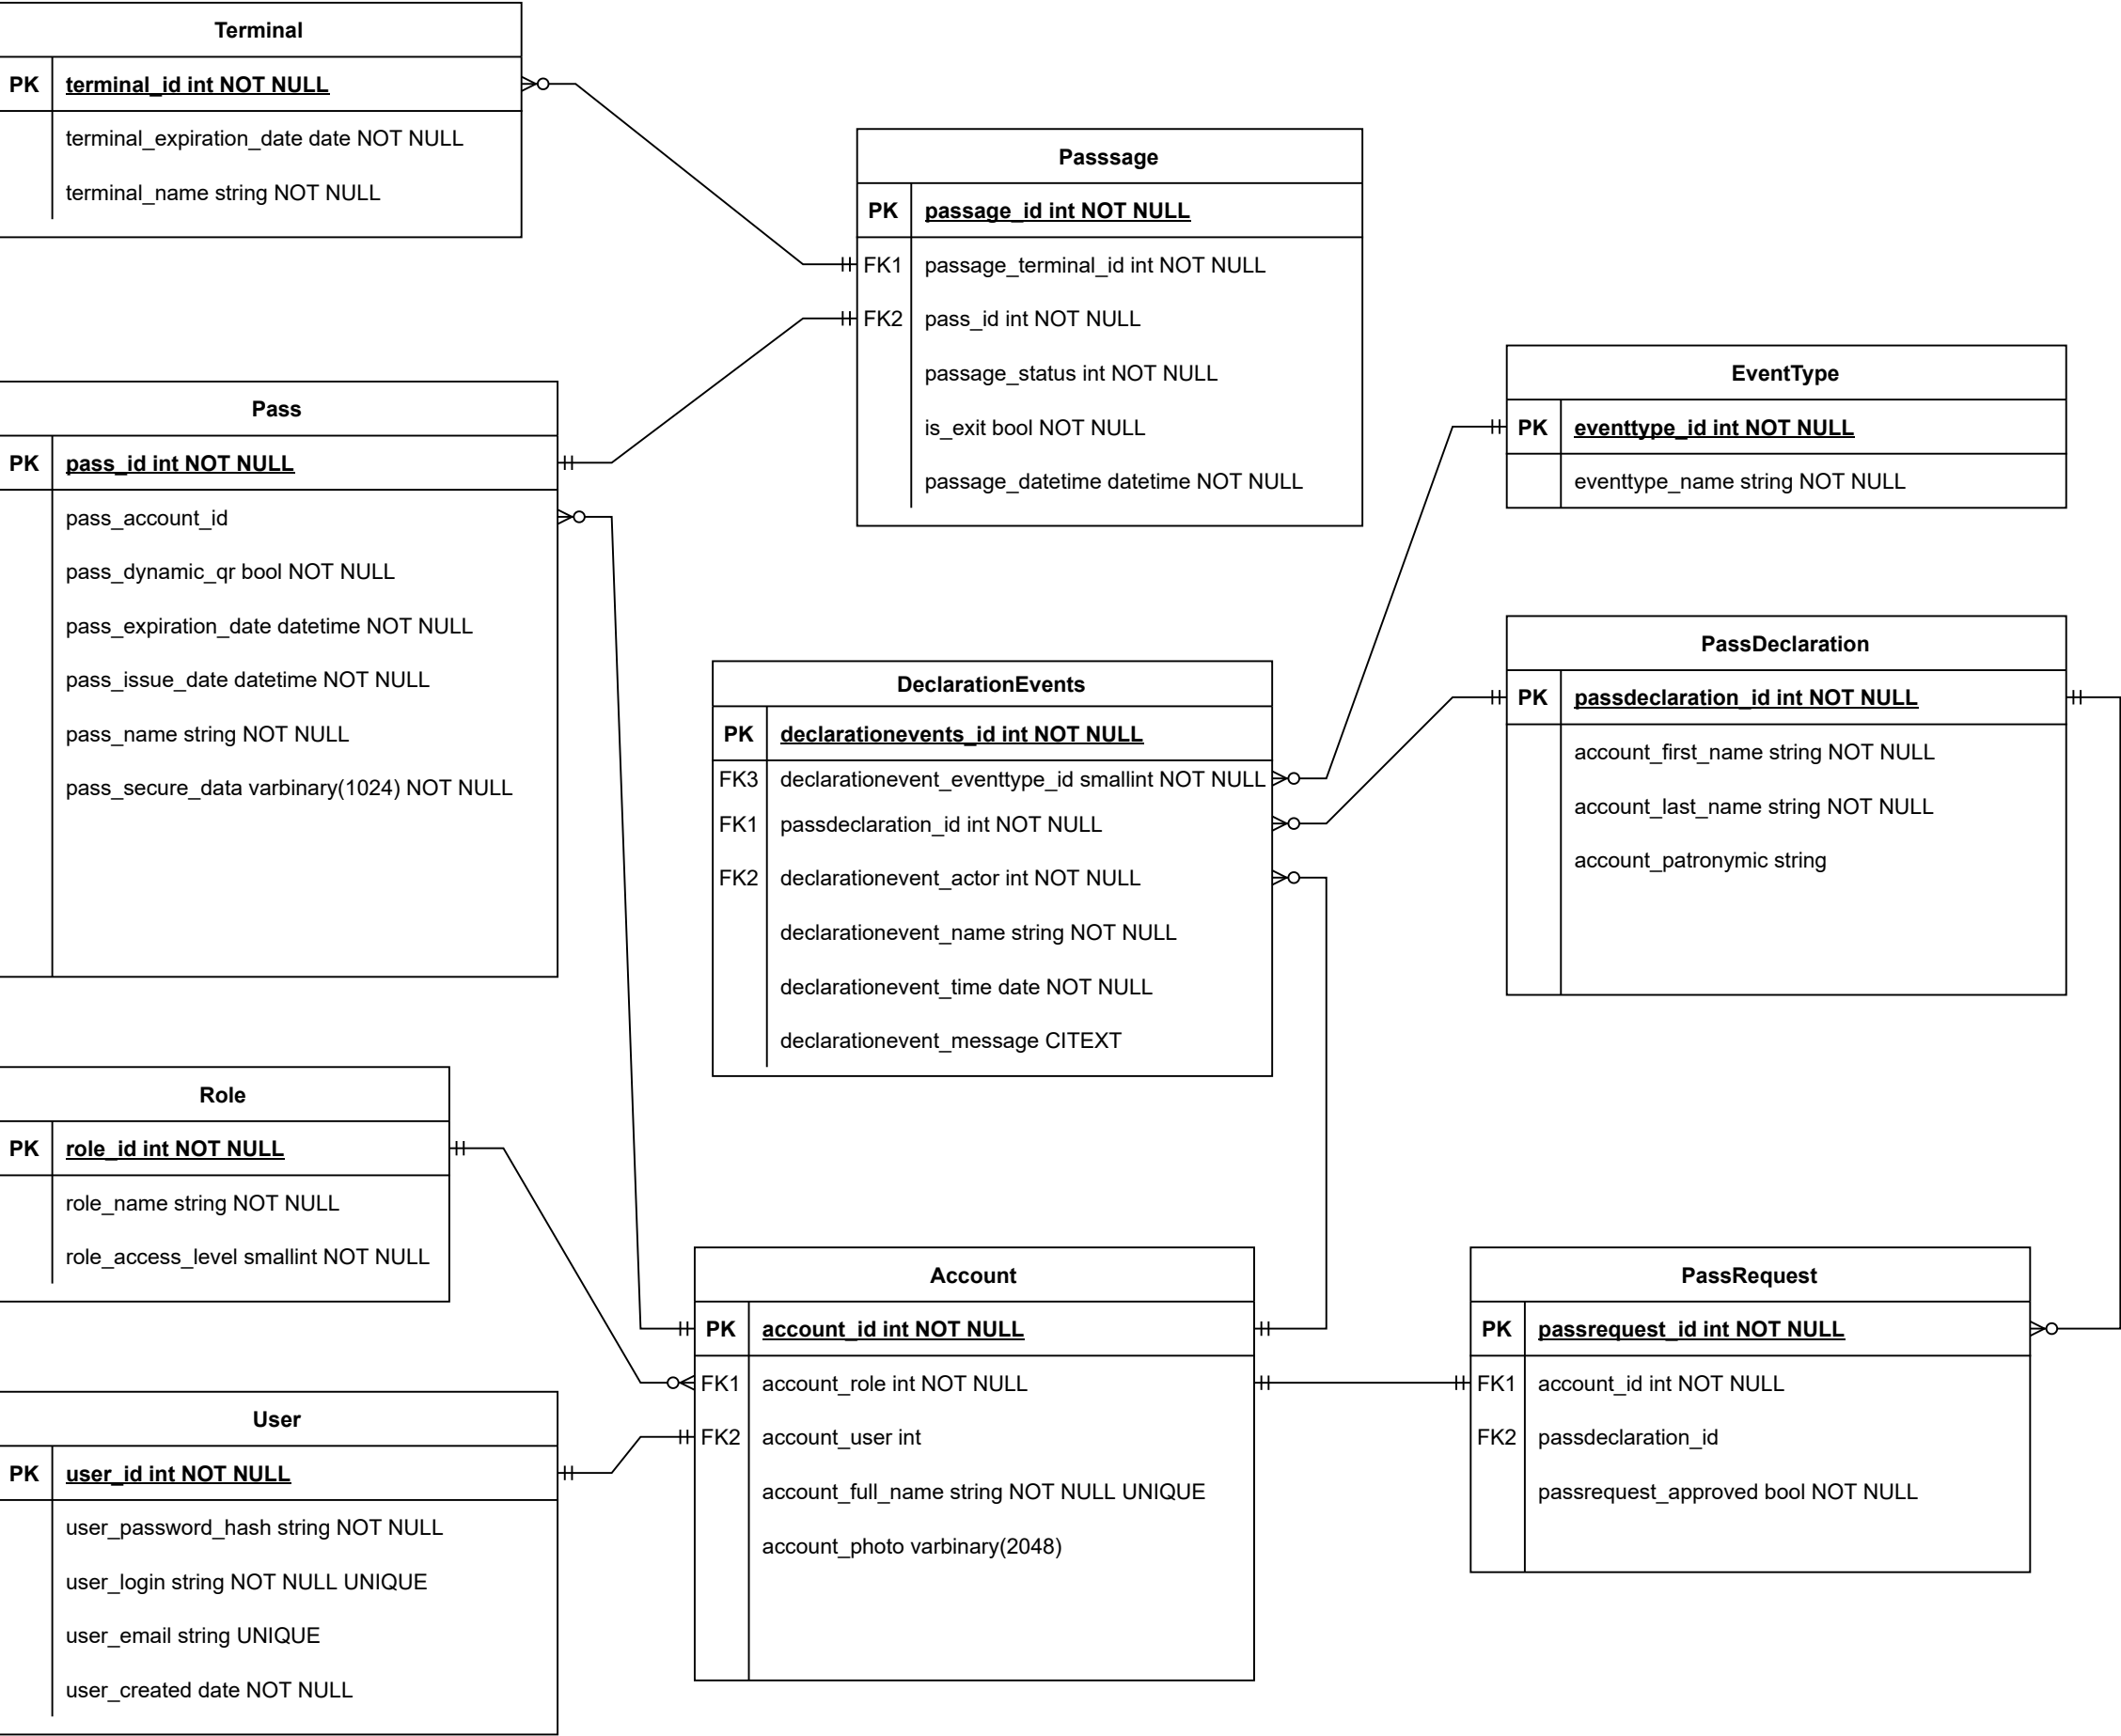 Terminal
PK terminal_id int NOT NULL
terminal_expiration_date date NOT NULL
terminal_name string NOT NULL
Passsage
PK passage_id int NOT NULL
FK1 passage_terminal_id int NOT NULL
FK2 pass_id int NOT NULL
passage_status int NOT NULL
is_exit bool NOT NULL
passage_datetime datetime NOT NULL
Pass
PK pass_id int NOT NULL
pass_account_id
pass_dynamic_qr bool NOT NULL
pass_expiration_date datetime NOT NULL
pass_issue_date datetime NOT NULL
pass_name string NOT NULL
pass_secure_data varbinary(1024) NOT NULL
EventType
PK eventtype_id int NOT NULL
eventtype_name string NOT NULL
DeclarationEvents
PK declarationevents_id int NOT NULL
FK3 declarationevent_eventtype_id smallint NOT NULL
FK1 passdeclaration_id int NOT NULL
FK2 declarationevent_actor int NOT NULL
declarationevent_name string NOT NULL
declarationevent_time date NOT NULL
declarationevent_message CITEXT
PassDeclaration
PK passdeclaration_id int NOT NULL
account_first_name string NOT NULL
account_last_name string NOT NULL
account_patronymic string
Role
PK role_id int NOT NULL
role_name string NOT NULL
role_access_level smallint NOT NULL
Account
PK account_id int NOT NULL
FK1 account_role int NOT NULL
FK2 account_user int
account_full_name string NOT NULL UNIQUE
account_photo varbinary(2048)
PassRequest
PK passrequest_id int NOT NULL
FK1 account_id int NOT NULL
FK2 passdeclaration_id
passrequest_approved bool NOT NULL
User
PK user_id int NOT NULL
user_password_hash string NOT NULL
user_login string NOT NULL UNIQUE
user_email string UNIQUE
user_created date NOT NULL